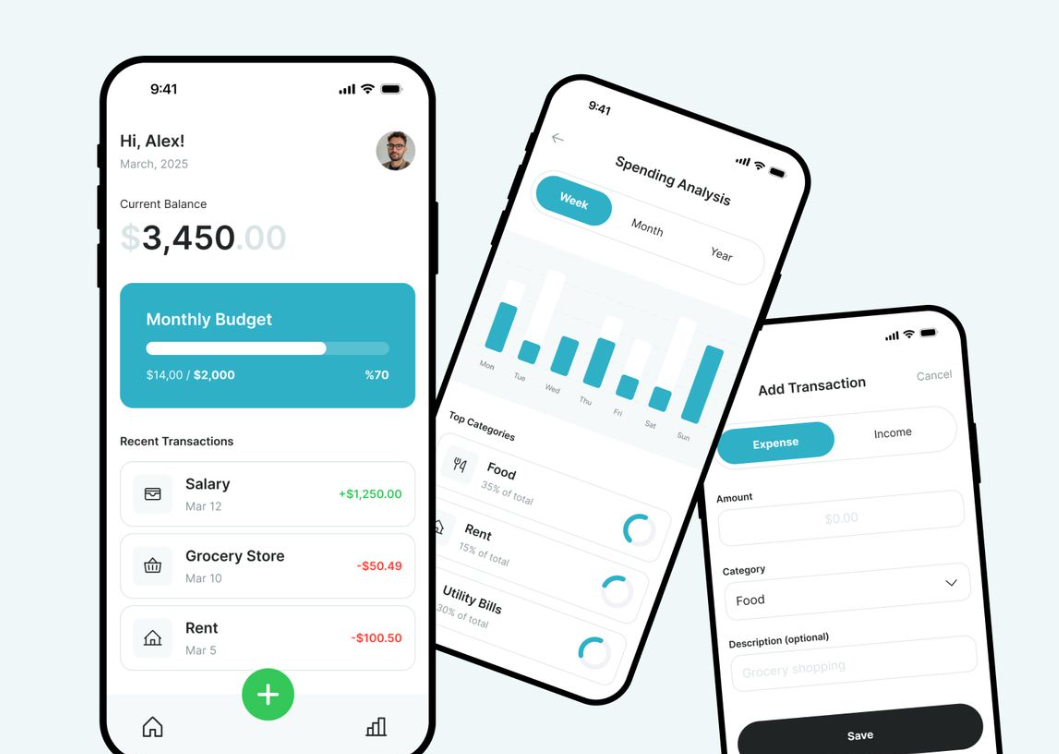 9:41
Hi, Alex!
March, 2025
Current Balance
$3,450.00
Monthly Budget
$14,00 / $2,000 %70
Recent Transactions
Salary
Mar 12
+$1,250.00
Grocery Store
Mar 10
-$50.49
Rent
Mar 5
-$100.50
9:41
Spending Analysis
Week Month Year
Mon Tue Wed Thu Fri Sat Sun
Top Categories
Food
35% of total
Rent
15% of total
Utility Bills
30% of total
Add Transaction Cancel
Expense Income
Amount
$0.00
Category
Food
Description (optional)
Grocery shopping
Save